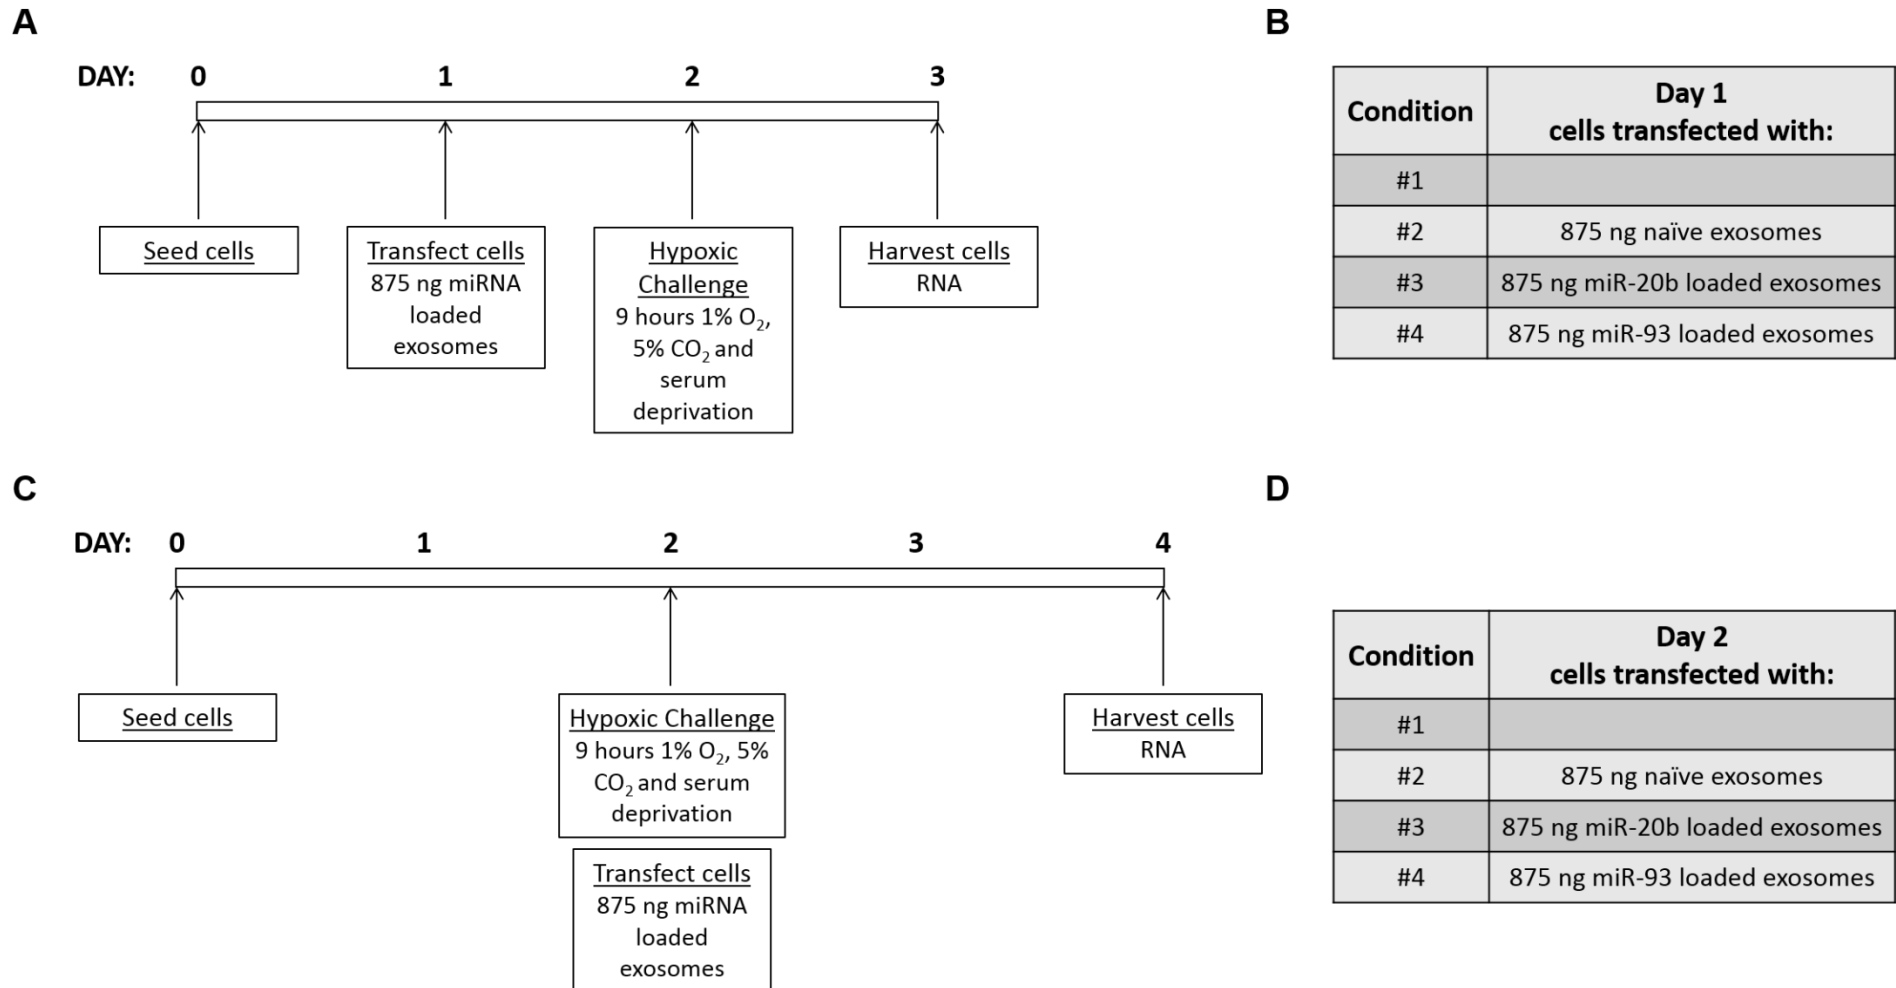 A
DAY: 0 1 2 3
Seed cells
Transfect cells
875 ng miRNA
loaded
exosomes
Hypoxic
Challenge
9 hours 1% O₂,
5% CO₂ and
serum
deprivation
Harvest cells
RNA
B
Condition
Day 1
cells transfected with:
#1
#2 875 ng naïve exosomes
#3 875 ng miR-20b loaded exosomes
#4 875 ng miR-93 loaded exosomes
C
DAY: 0 1 2 3 4
Seed cells
Hypoxic Challenge
9 hours 1% O₂, 5%
CO₂ and serum
deprivation
Transfect cells
875 ng miRNA
loaded
exosomes
Harvest cells
RNA
D
Condition
Day 2
cells transfected with:
#1
#2 875 ng naïve exosomes
#3 875 ng miR-20b loaded exosomes
#4 875 ng miR-93 loaded exosomes